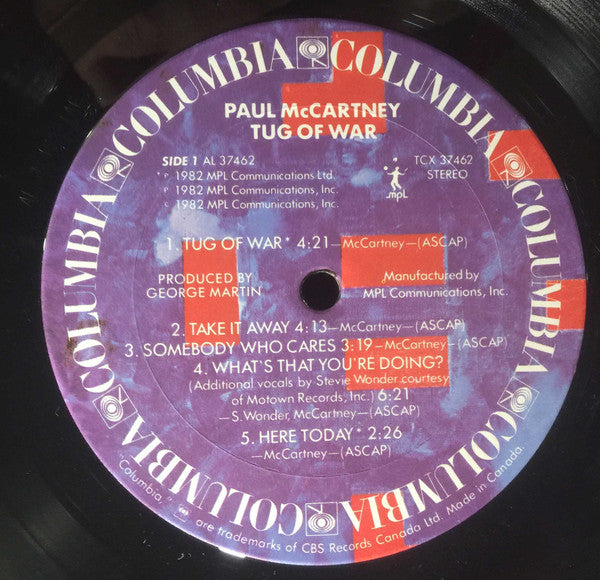 COLUMBIA COLUMBIA COLUMBIA COLUMBIA COLUMBIA COLUMBIA
PAUL McCARTNEY
TUG OF WAR
SIDE 1 AL 37462
TCX 37462
STEREO
* ℗ 1982 MPL Communications Ltd.
℗ 1982 MPL Communications, Inc.
© 1982 MPL Communications, Inc.
mpL
1. TUG OF WAR* 4:21—McCartney—(ASCAP)
PRODUCED BY
GEORGE MARTIN
Manufactured by
MPL Communications, Inc.
2. TAKE IT AWAY 4:13—McCartney—(ASCAP)
3. SOMEBODY WHO CARES 3:19—McCartney—(ASCAP)
4. WHAT'S THAT YOU'RE DOING?
(Additional vocals by Stevie Wonder courtesy
of Motown Records, Inc.) 6:21
—S. Wonder, McCartney—(ASCAP)
5. HERE TODAY* 2:26
—McCartney—(ASCAP)
"Columbia," are trademarks of CBS Records Canada Ltd. Made in Canada.